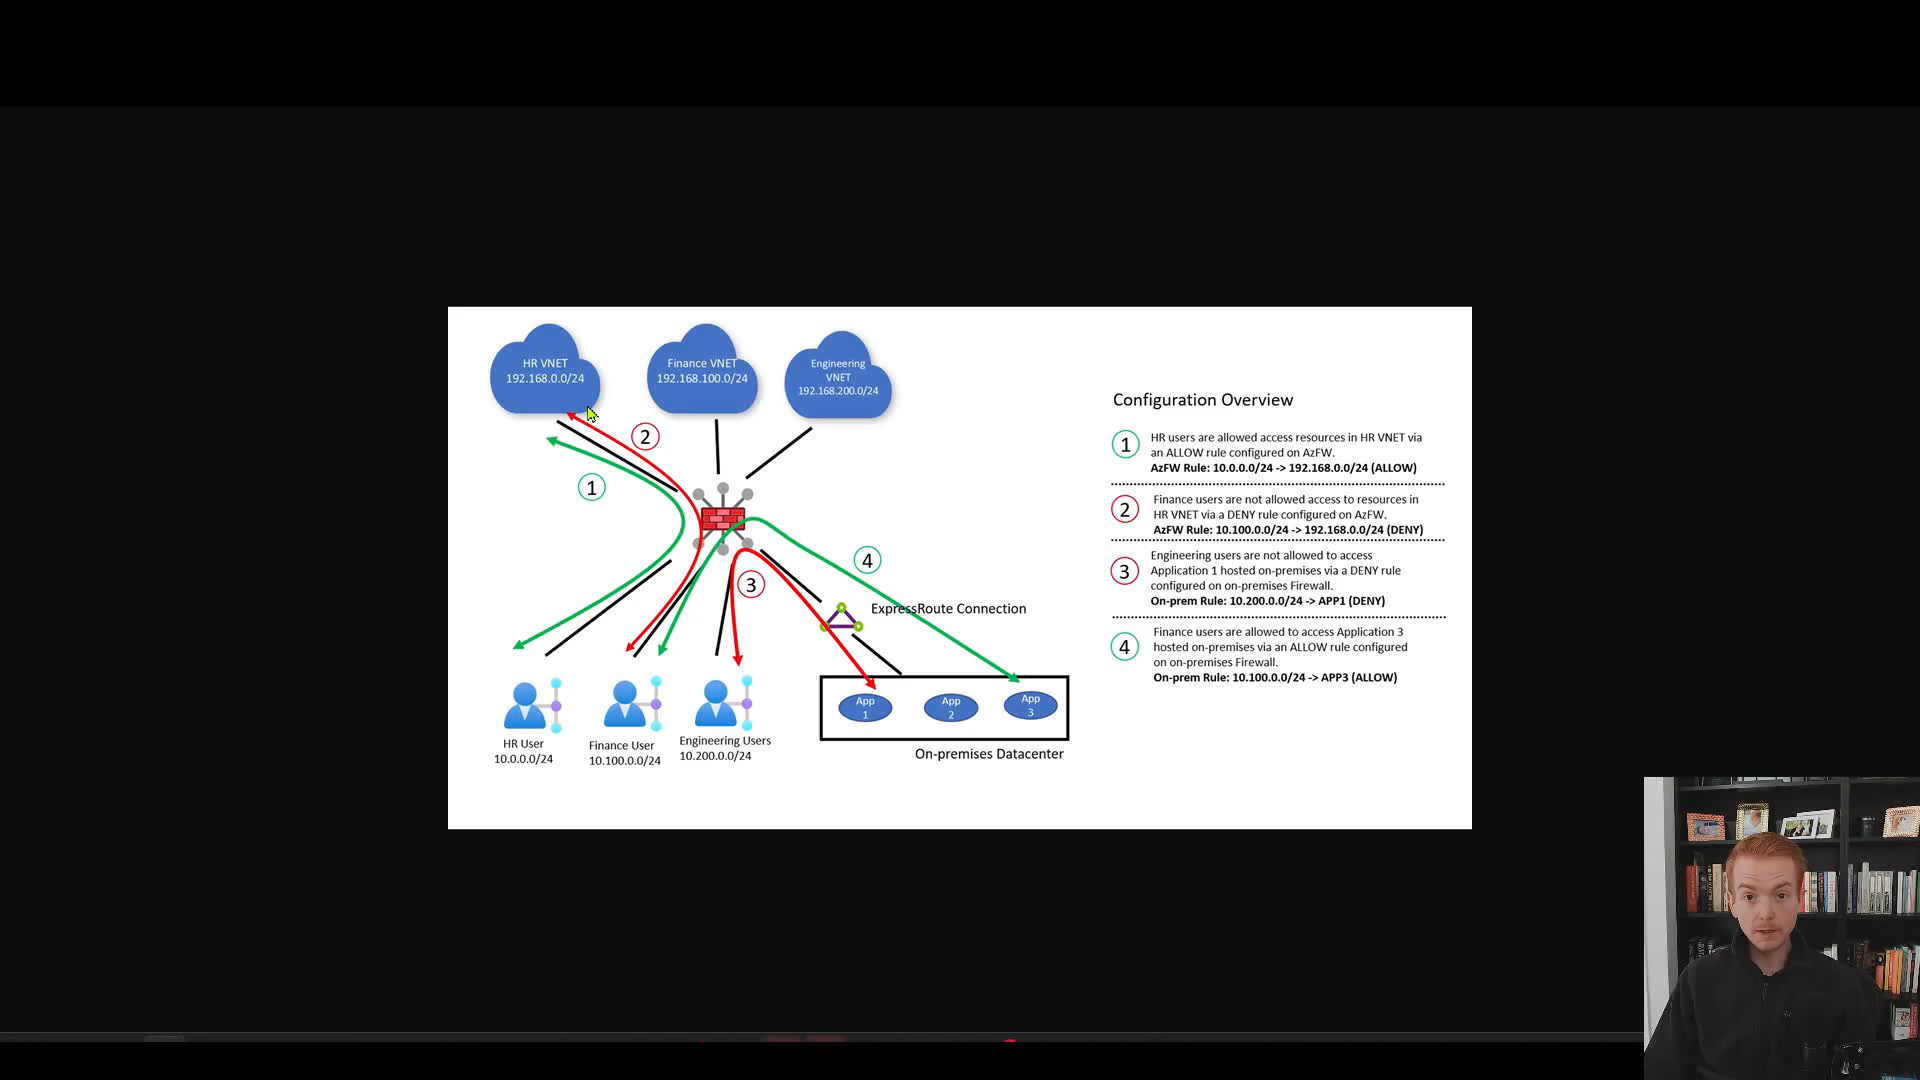 HR VNET
192.168.0.0/24
Finance VNET
192.168.100.0/24
Engineering
VNET
192.168.200.0/24
2
1
4
3
ExpressRoute Connection
App
1
App
2
App
3
On-premises Datacenter
HR User
10.0.0.0/24
Finance User
10.100.0.0/24
Engineering Users
10.200.0.0/24
Configuration Overview
1
HR users are allowed access resources in HR VNET via
an ALLOW rule configured on AzFW.
AzFW Rule: 10.0.0.0/24 -> 192.168.0.0/24 (ALLOW)
2
Finance users are not allowed access to resources in
HR VNET via a DENY rule configured on AzFW.
AzFW Rule: 10.100.0.0/24 -> 192.168.0.0/24 (DENY)
3
Engineering users are not allowed to access
Application 1 hosted on-premises via a DENY rule
configured on on-premises Firewall.
On-prem Rule: 10.200.0.0/24 -> APP1 (DENY)
4
Finance users are allowed to access Application 3
hosted on-premises via an ALLOW rule configured
on on-premises Firewall.
On-prem Rule: 10.100.0.0/24 -> APP3 (ALLOW)